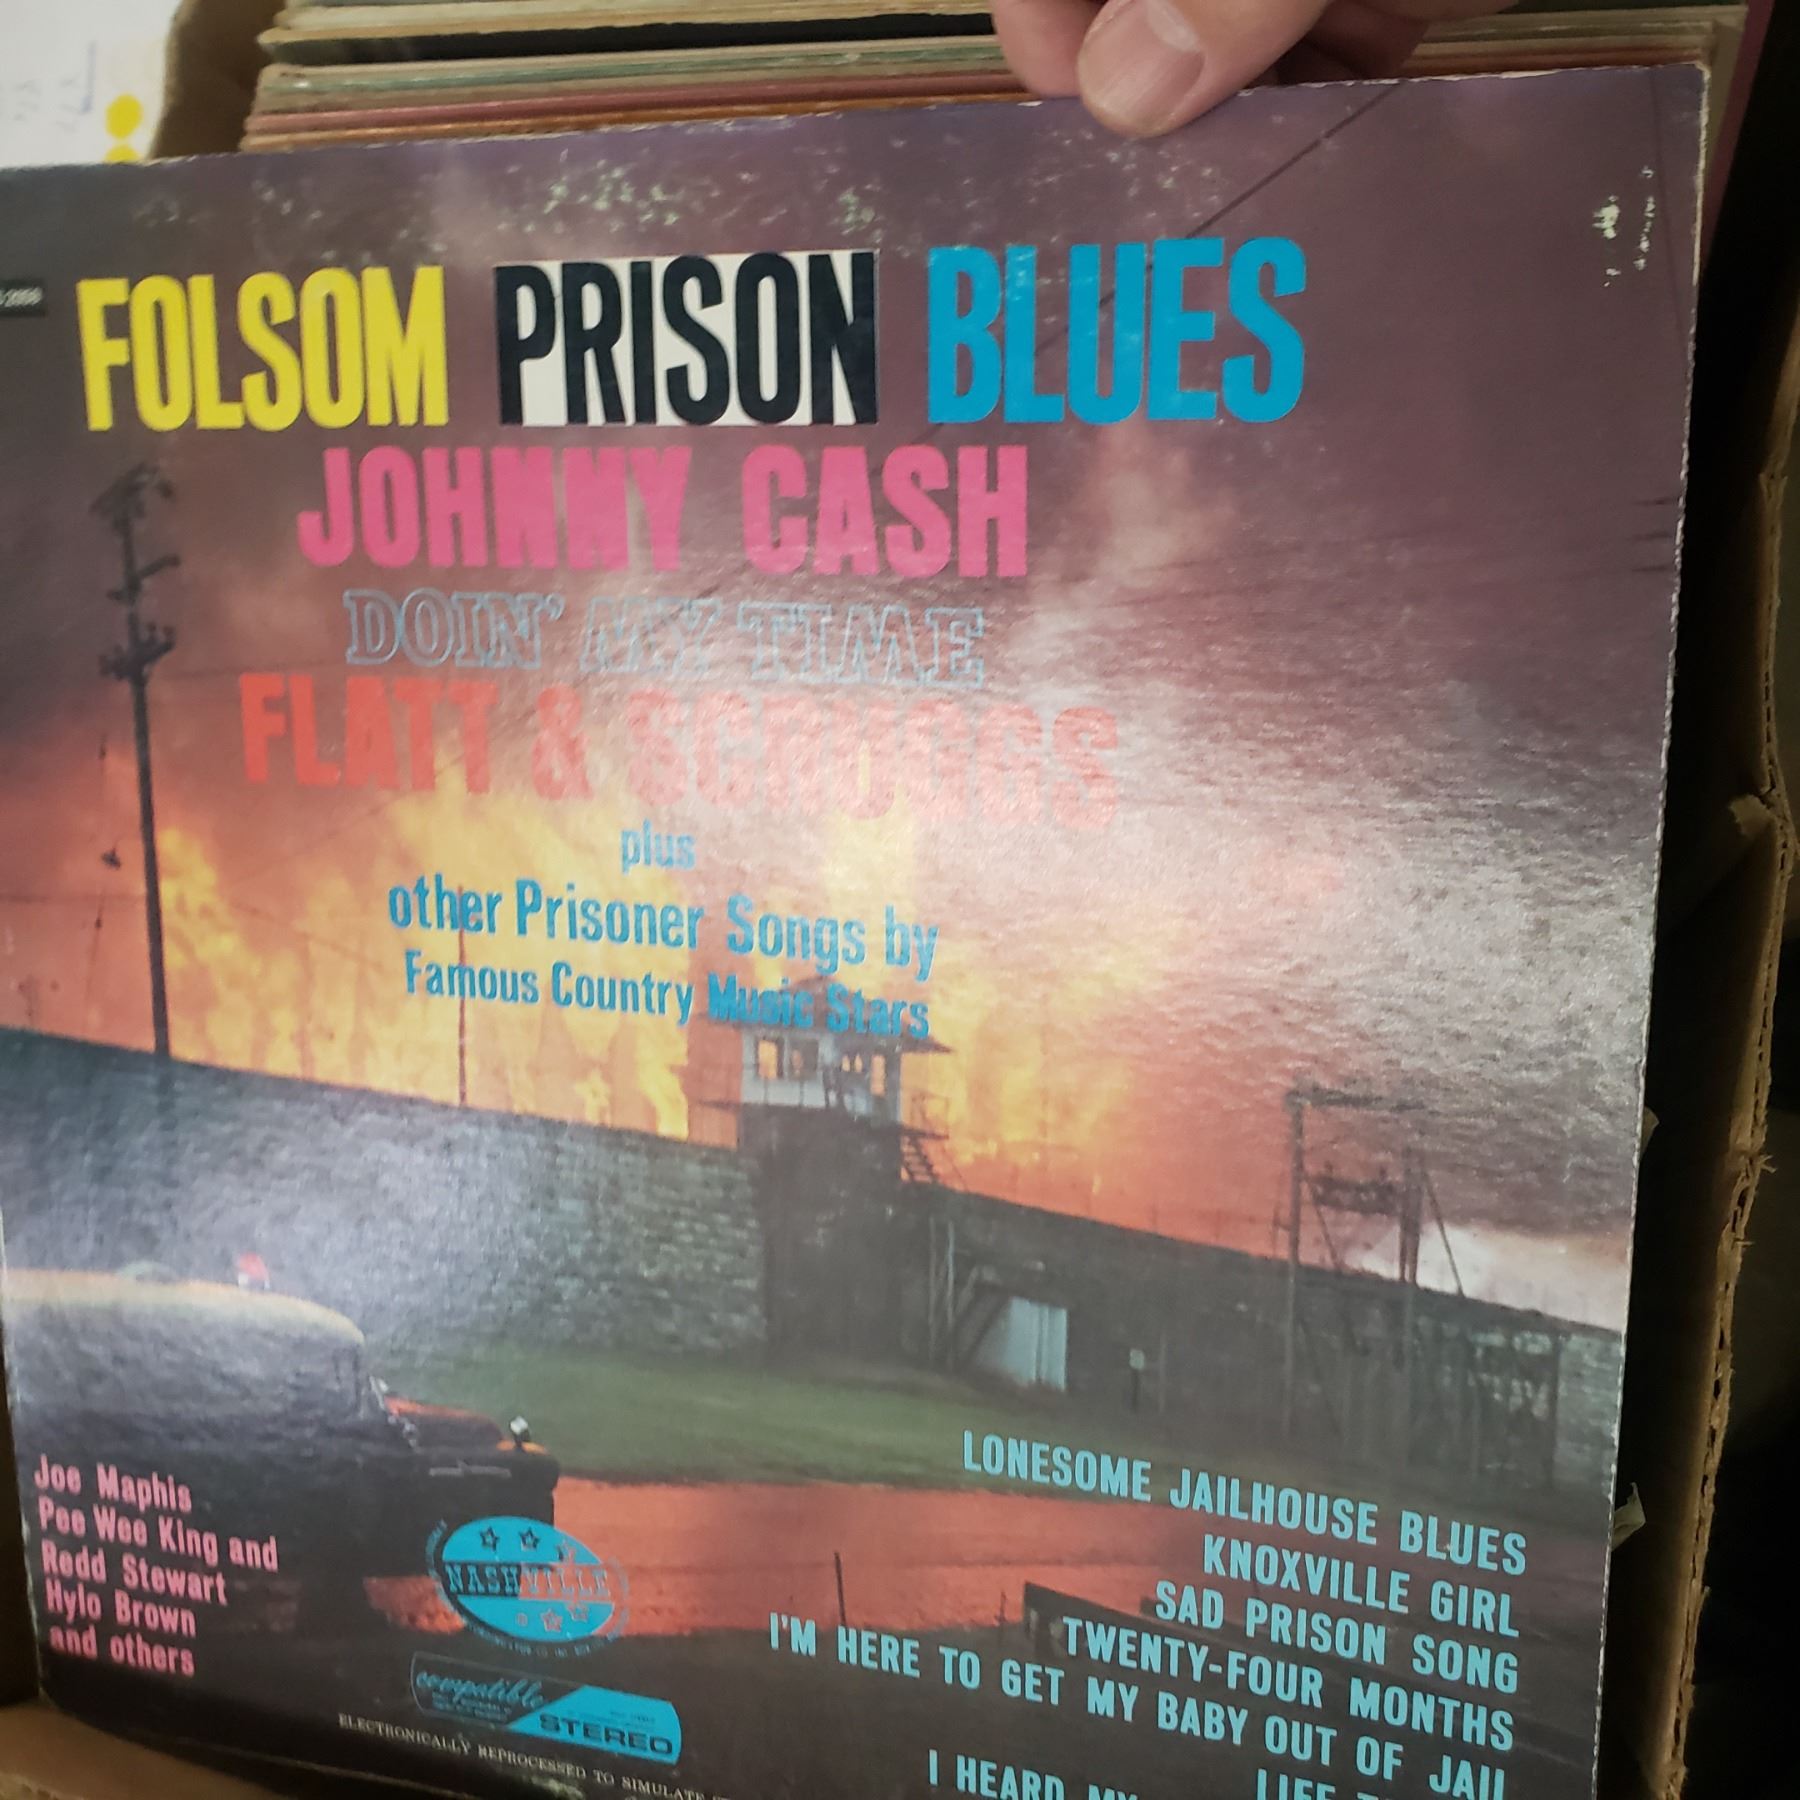 FOLSOM PRISON BLUES
JOHNNY CASH
DOIN' MY TIME
FLATT & SCRUGGS
plus
other Prisoner Songs by
Famous Country Music Stars
LONESOME JAILHOUSE BLUES
KNOXVILLE GIRL
SAD PRISON SONG
TWENTY-FOUR MONTHS
I'M HERE TO GET MY BABY OUT OF JAIL
LIFE
I HEARD MY
Joe Maphis
Pee Wee King and
Redd Stewart
Hylo Brown
and others
NASHVILLE
compatible
STEREO
ELECTRONICALLY REPROCESSED TO SIMULATE